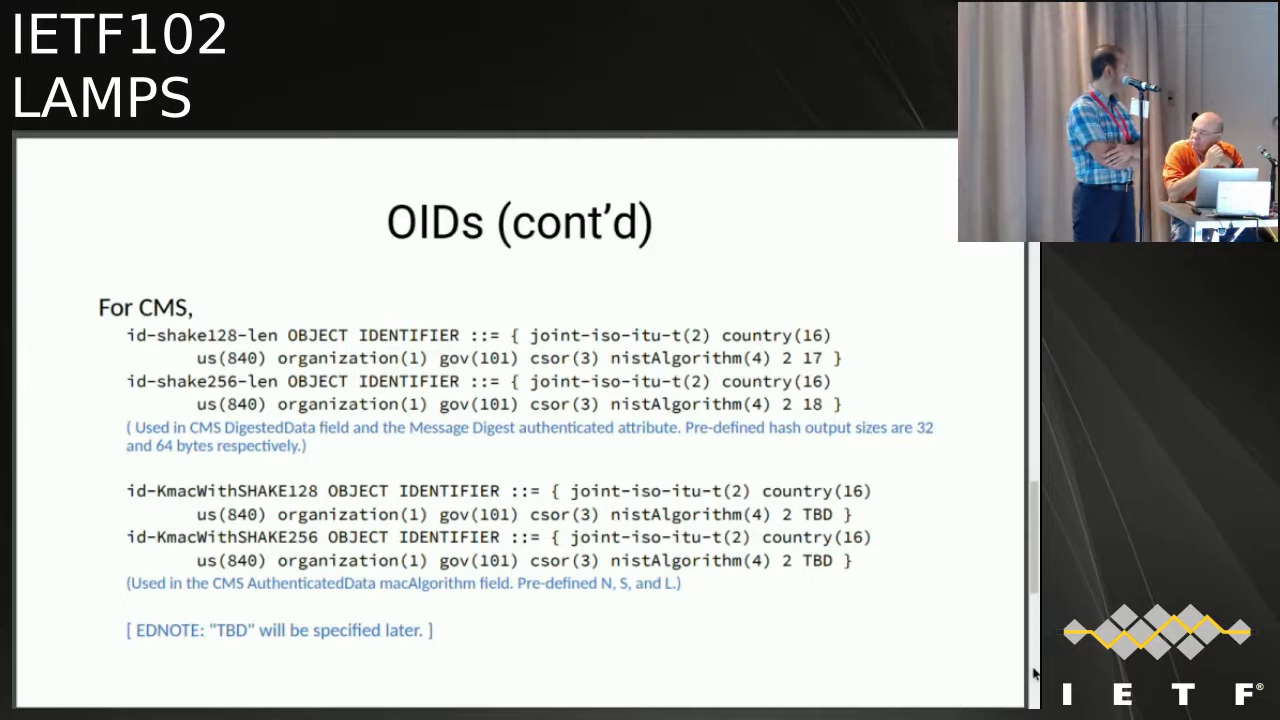 IETF102
LAMPS
OIDs (cont’d)
For CMS,
id-shake128-len OBJECT IDENTIFIER ::= { joint-iso-itu-t(2) country(16)
us(840) organization(1) gov(101) csor(3) nistAlgorithm(4) 2 17 }
id-shake256-len OBJECT IDENTIFIER ::= { joint-iso-itu-t(2) country(16)
us(840) organization(1) gov(101) csor(3) nistAlgorithm(4) 2 18 }
( Used in CMS DigestedData field and the Message Digest authenticated attribute. Pre-defined hash output sizes are 32
and 64 bytes respectively.)
id-KmacWithSHAKE128 OBJECT IDENTIFIER ::= { joint-iso-itu-t(2) country(16)
us(840) organization(1) gov(101) csor(3) nistAlgorithm(4) 2 TBD }
id-KmacWithSHAKE256 OBJECT IDENTIFIER ::= { joint-iso-itu-t(2) country(16)
us(840) organization(1) gov(101) csor(3) nistAlgorithm(4) 2 TBD }
(Used in the CMS AuthenticatedData macAlgorithm field. Pre-defined N, S, and L.)
[ EDNOTE: "TBD" will be specified later. ]
I E T F®